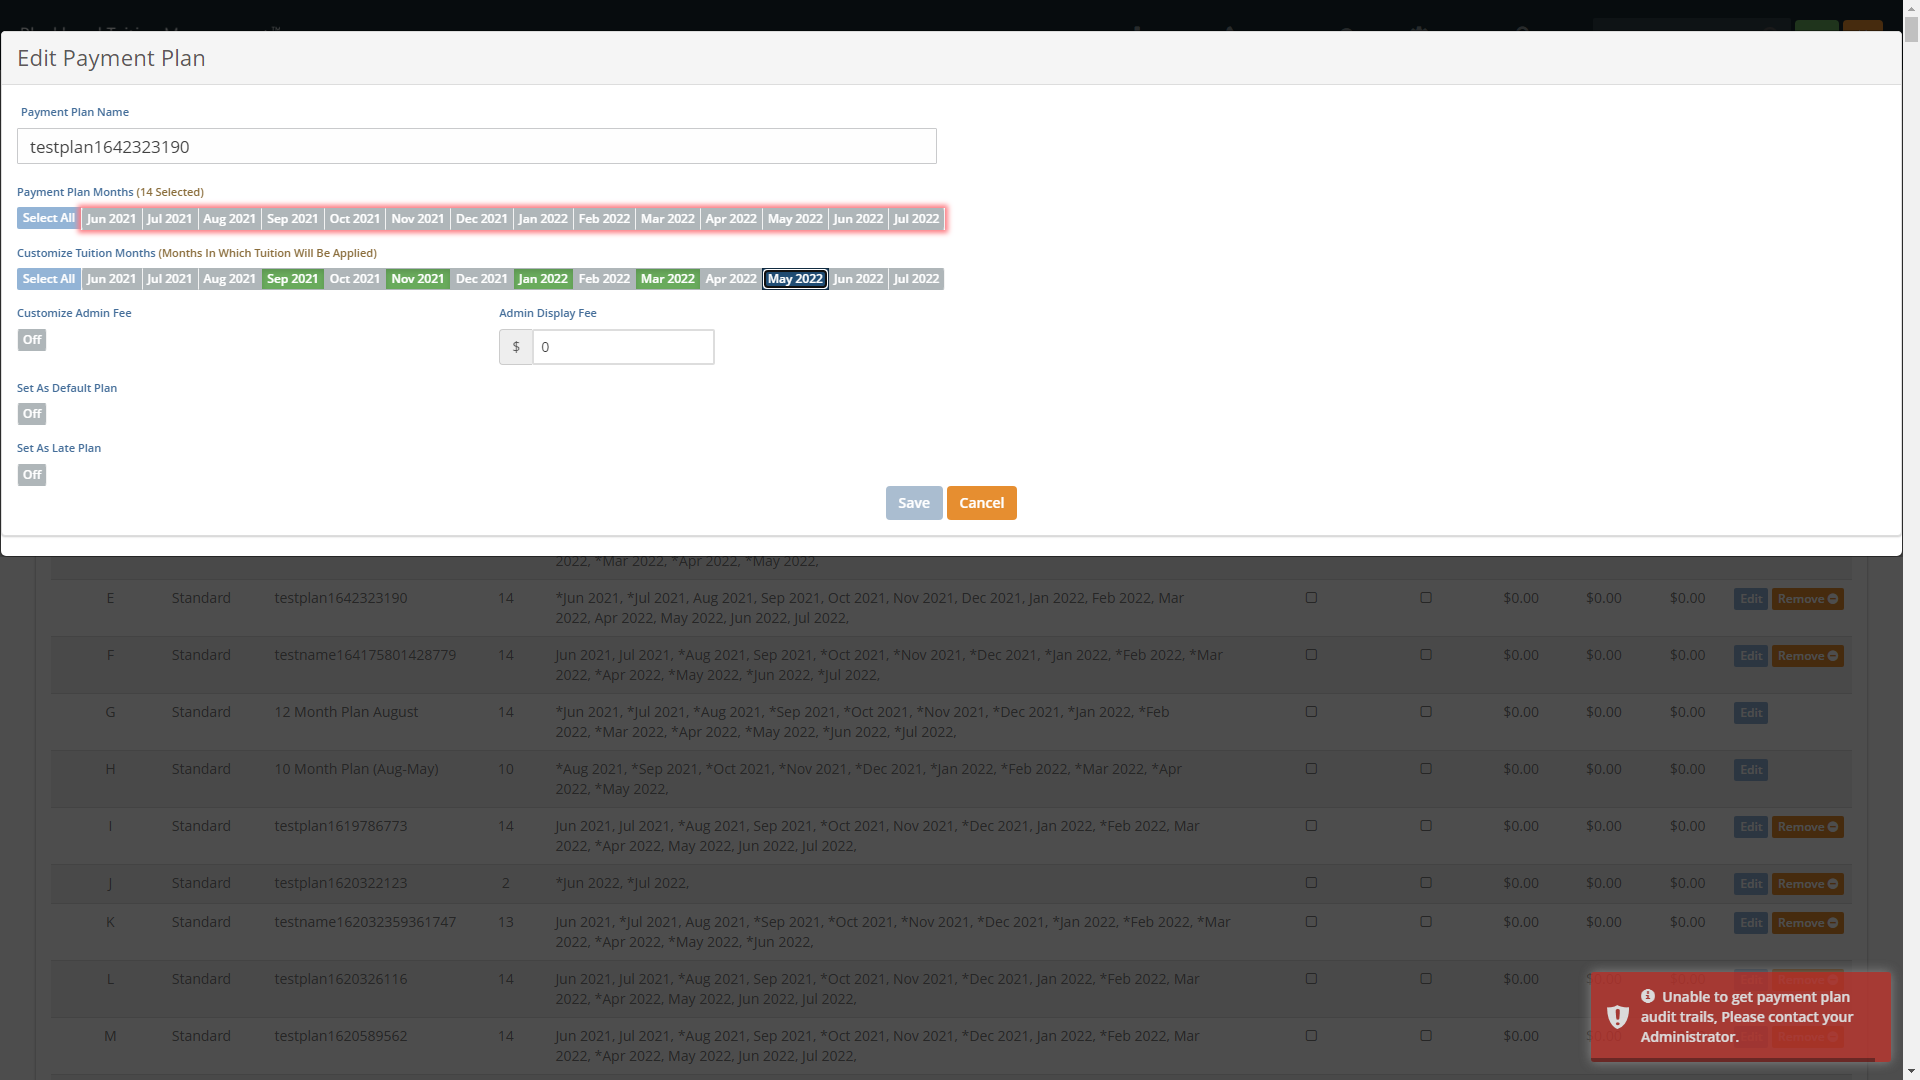 Edit Payment Plan
Payment Plan Name
testplan1642323190
Payment Plan Months (14 Selected)
Select All Jun 2021 Jul 2021 Aug 2021 Sep 2021 Oct 2021 Nov 2021 Dec 2021 Jan 2022 Feb 2022 Mar 2022 Apr 2022 May 2022 Jun 2022 Jul 2022
Customize Tuition Months (Months In Which Tuition Will Be Applied)
Select All Jun 2021 Jul 2021 Aug 2021 Sep 2021 Oct 2021 Nov 2021 Dec 2021 Jan 2022 Feb 2022 Mar 2022 Apr 2022 May 2022 Jun 2022 Jul 2022
Customize Admin Fee Admin Display Fee
Off $ 0
Set As Default Plan
Off
Set As Late Plan
Off
Save Cancel
2022, *Mar 2022, *Apr 2022, *May 2022,
E Standard testplan1642323190 14 *Jun 2021, *Jul 2021, Aug 2021, Sep 2021, Oct 2021, Nov 2021, Dec 2021, Jan 2022, Feb 2022, Mar $0.00 $0.00 $0.00 Edit Remove
2022, Apr 2022, May 2022, Jun 2022, Jul 2022,
F Standard testname164175801428779 14 Jun 2021, Jul 2021, *Aug 2021, Sep 2021, *Oct 2021, *Nov 2021, *Dec 2021, *Jan 2022, *Feb 2022, *Mar $0.00 $0.00 $0.00 Edit Remove
2022, *Apr 2022, *May 2022, *Jun 2022, *Jul 2022,
G Standard 12 Month Plan August 14 *Jun 2021, *Jul 2021, *Aug 2021, *Sep 2021, *Oct 2021, *Nov 2021, *Dec 2021, *Jan 2022, *Feb $0.00 $0.00 $0.00 Edit
2022, *Mar 2022, *Apr 2022, *May 2022, *Jun 2022, *Jul 2022,
H Standard 10 Month Plan (Aug-May) 10 *Aug 2021, *Sep 2021, *Oct 2021, *Nov 2021, *Dec 2021, *Jan 2022, *Feb 2022, *Mar 2022, *Apr $0.00 $0.00 $0.00 Edit
2022, *May 2022,
I Standard testplan1619786773 14 Jun 2021, Jul 2021, *Aug 2021, Sep 2021, *Oct 2021, Nov 2021, *Dec 2021, Jan 2022, *Feb 2022, Mar $0.00 $0.00 $0.00 Edit Remove
2022, *Apr 2022, May 2022, Jun 2022, Jul 2022,
J Standard testplan1620322123 2 *Jun 2022, *Jul 2022, $0.00 $0.00 $0.00 Edit Remove
K Standard testname162032359361747 13 Jun 2021, *Jul 2021, Aug 2021, *Sep 2021, *Oct 2021, *Nov 2021, *Dec 2021, *Jan 2022, *Feb 2022, *Mar $0.00 $0.00 $0.00 Edit Remove
2022, *Apr 2022, *May 2022, *Jun 2022,
L Standard testplan1620326116 14 Jun 2021, Jul 2021, *Aug 2021, Sep 2021, *Oct 2021, Nov 2021, *Dec 2021, Jan 2022, *Feb 2022, Mar $0.00
2022, *Apr 2022, May 2022, Jun 2022, Jul 2022,
M Standard testplan1620589562 14 Jun 2021, Jul 2021, *Aug 2021, Sep 2021, *Oct 2021, Nov 2021, *Dec 2021, Jan 2022, *Feb 2022, Mar $0.00
2022, *Apr 2022, May 2022, Jun 2022, Jul 2022,
Unable to get payment plan
audit trails, Please contact your
Administrator.